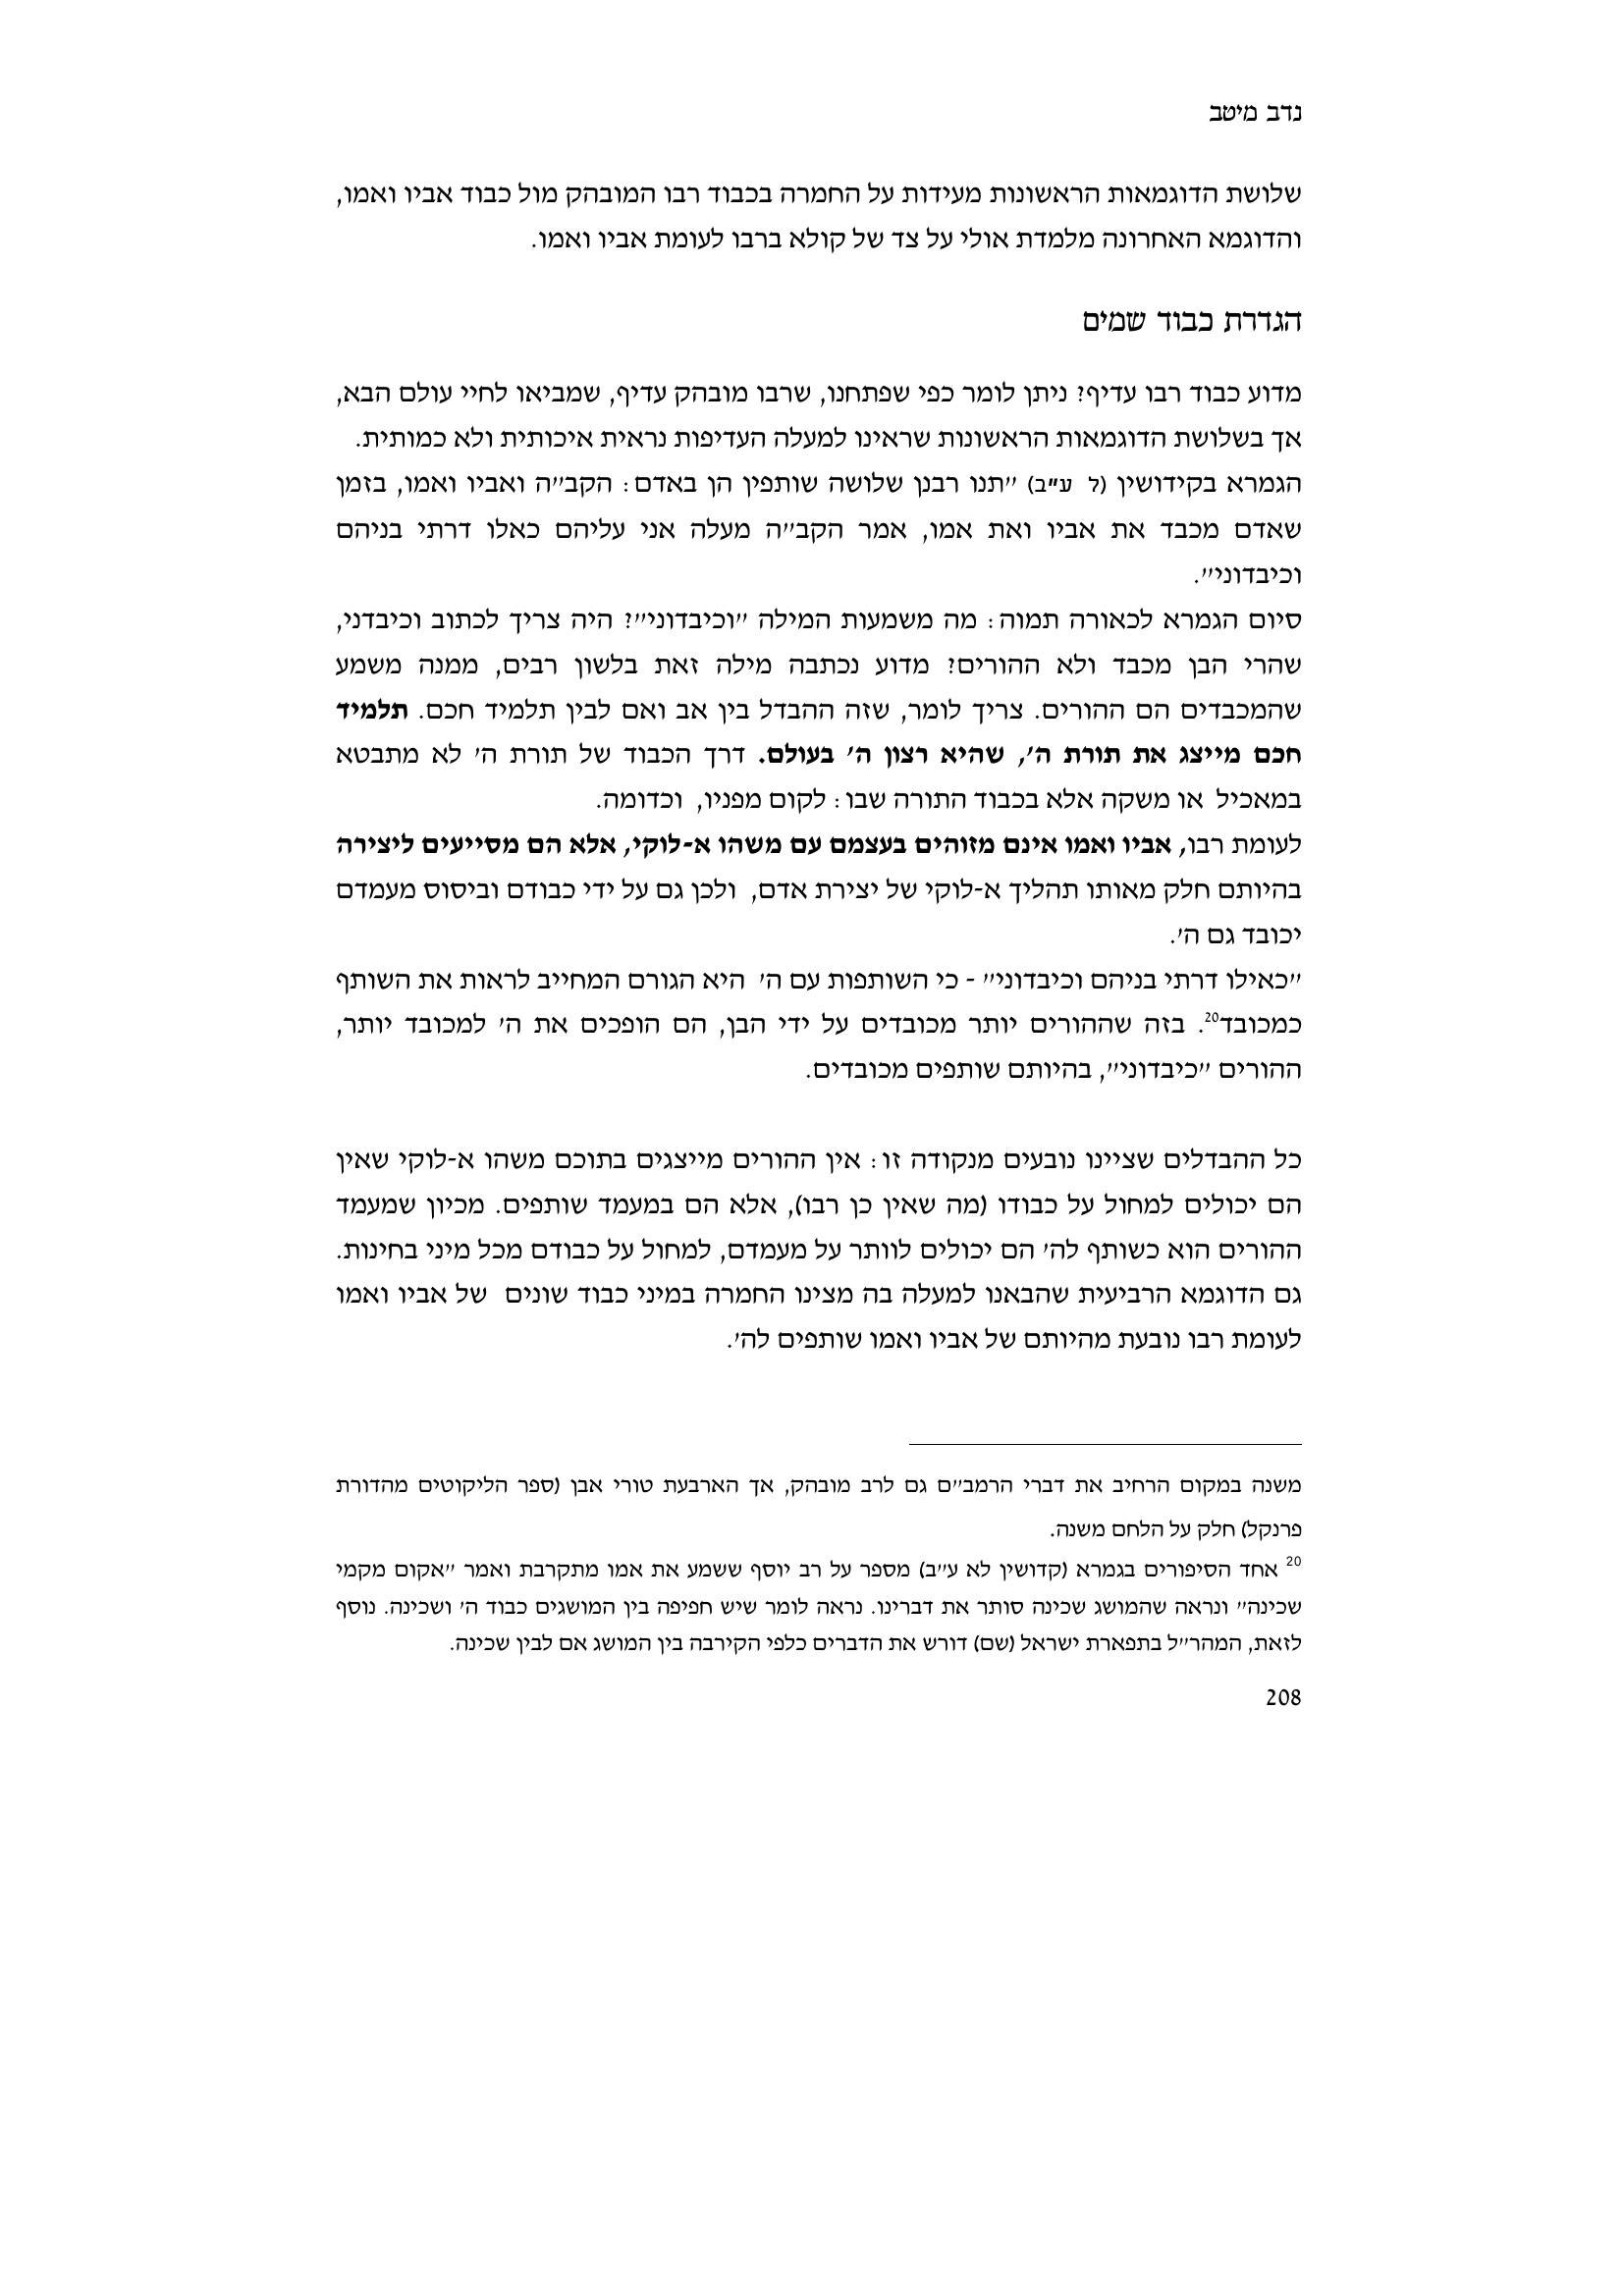 נדב מיטב
שלושת הדוגמאות הראשונות מעידות על החמרה בכבוד רבו המובהק מול כבוד אביו ואמו,
והדוגמא האחרונה מלמדת אולי על צד של קולא ברבו לעומת אביו ואמו.
הגדרת כבוד שמים
מדוע כבוד רבו עדיף? ניתן לומר כפי שפתחנו, שרבו מובהק עדיף, שמביאו לחיי עולם הבא,
אך בשלושת הדוגמאות הראשונות שראינו למעלה העדיפות נראית איכותית ולא כמותית.
הגמרא בקידושין (ל ע"ב) "תנו רבנן שלושה שותפין הן באדם: הקב"ה ואביו ואמו, בזמן
שאדם מכבד את אביו ואת אמו, אמר הקב"ה מעלה אני עליהם כאלו דרתי בניהם
וכיבדוני".
סיום הגמרא לכאורה תמוה: מה משמעות המילה "וכיבדוני"? היה צריך לכתוב וכיבדני,
שהרי הבן מכבד ולא ההורים? מדוע נכתבה מילה זאת בלשון רבים, ממנה משמע
שהמכבדים הם ההורים. צריך לומר, שזה ההבדל בין אב ואם לבין תלמיד חכם. תלמיד
חכם מייצג את תורת ה', שהיא רצון ה' בעולם. דרך הכבוד של תורת ה' לא מתבטא
במאכיל או משקה אלא בכבוד התורה שבו: לקום מפניו, וכדומה.
לעומת רבו, אביו ואמו אינם מזוהים בעצמם עם משהו א-לוקי, אלא הם מסייעים ליצירה
בהיותם חלק מאותו תהליך א-לוקי של יצירת אדם, ולכן גם על ידי כבודם וביסוס מעמדם
יכובד גם ה'.
"כאילו דרתי בניהם וכיבדוני" - כי השותפות עם ה' היא הגורם המחייב לראות את השותף
כמכובד20. בזה שההורים יותר מכובדים על ידי הבן, הם הופכים את ה' למכובד יותר,
ההורים "כיבדוני", בהיותם שותפים מכובדים.
כל ההבדלים שציינו נובעים מנקודה זו: אין ההורים מייצגים בתוכם משהו א-לוקי שאין
הם יכולים למחול על כבודו (מה שאין כן רבו), אלא הם במעמד שותפים. מכיון שמעמד
ההורים הוא כשותף לה' הם יכולים לוותר על מעמדם, למחול על כבודם מכל מיני בחינות.
גם הדוגמא הרביעית שהבאנו למעלה בה מצינו החמרה במיני כבוד שונים של אביו ואמו
לעומת רבו נובעת מהיותם של אביו ואמו שותפים לה'.
משנה במקום הרחיב את דברי הרמב"ם גם לרב מובהק, אך הארבעת טורי אבן (ספר הליקוטים מהדורת
פרנקל) חלק על הלחם משנה.
20 אחד הסיפורים בגמרא (קדושין לא ע"ב) מספר על רב יוסף ששמע את אמו מתקרבת ואמר "אקום מקמי
שכינה" ונראה שהמושג שכינה סותר את דברינו. נראה לומר שיש חפיפה בין המושגים כבוד ה' ושכינה. נוסף
לזאת, המהר"ל בתפארת ישראל (שם) דורש את הדברים כלפי הקירבה בין המושג אם לבין שכינה.
208